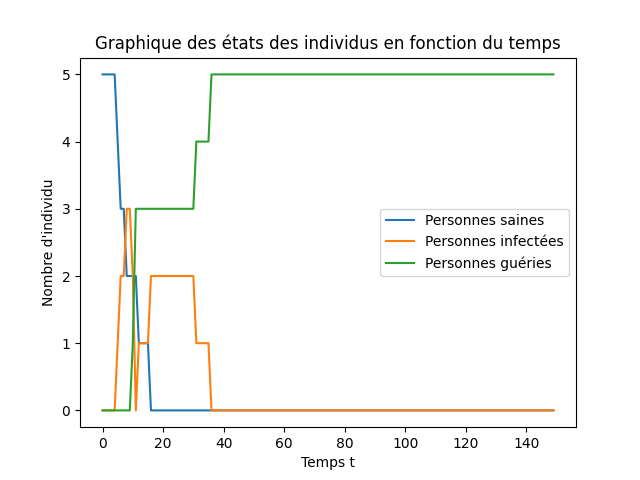 Graphique des états des individus en fonction du temps
Nombre d'individu
5
4
3
2
1
0
Personnes saines
Personnes infectées
Personnes guéries
0 20 40 60 80 100 120 140
Temps t